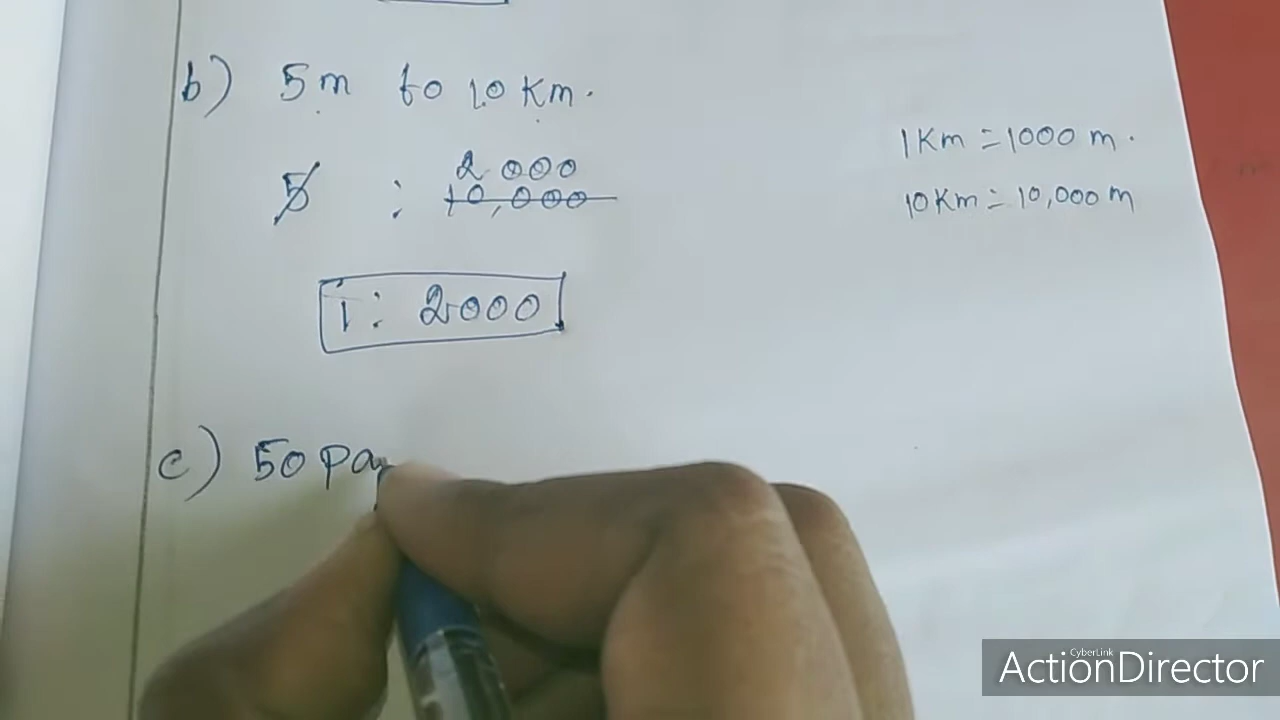 b) 5m to 10 Km.
1Km = 1000 m.
5 : 10,000
2000
10Km = 10,000 m
1 : 2000
c) 50 pa
CyberLink
ActionDirector